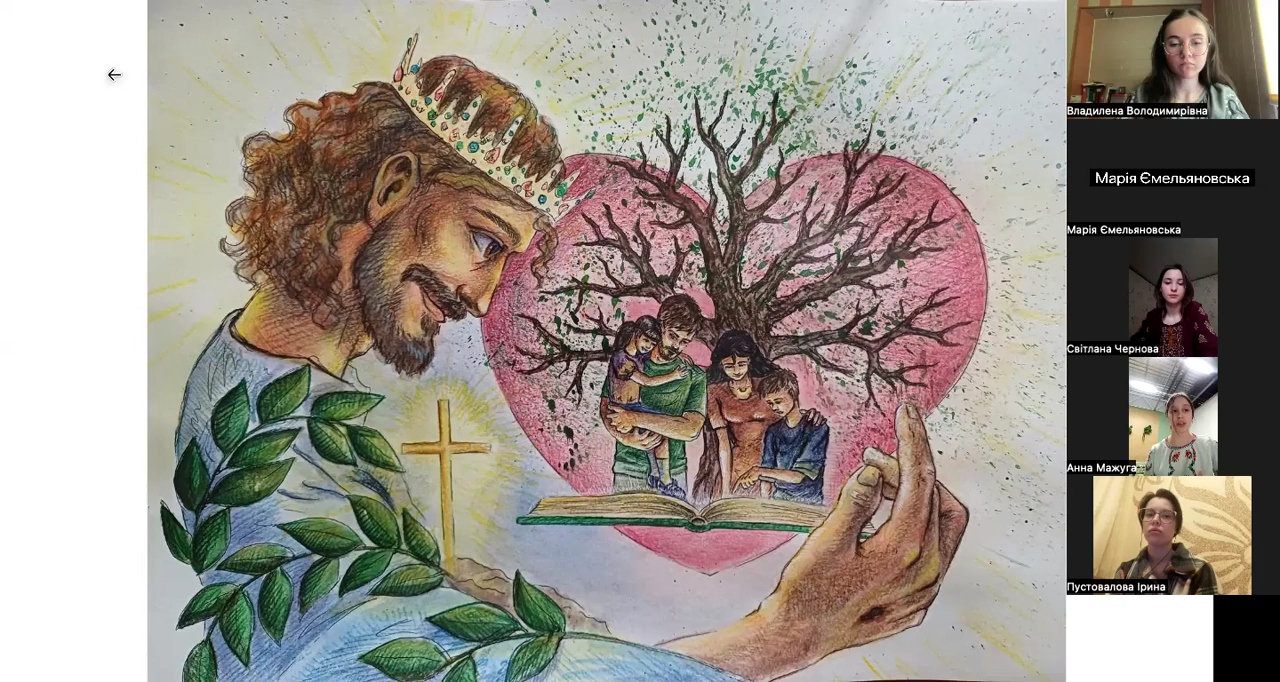 Владилена Володимирівна
Марія Ємельяновська
Марія Ємельяновська
Світлана Чернова
Анна Мажуга
Пустовалова Ірина